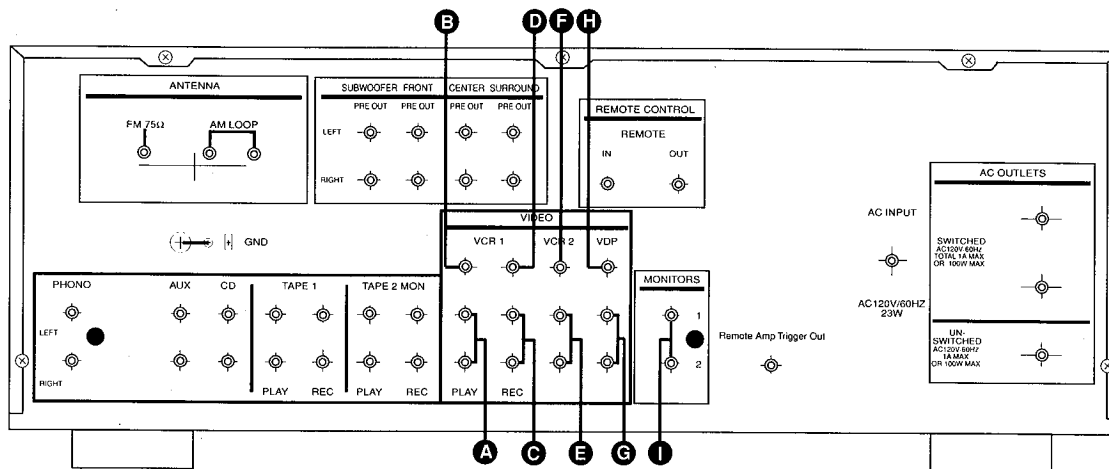 B D F H
ANTENNA
FM 75Ω AM LOOP
SUBWOOFER FRONT CENTER SURROUND
PRE OUT PRE OUT PRE OUT PRE OUT
LEFT
RIGHT
REMOTE CONTROL
REMOTE
IN OUT
AC OUTLETS
SWITCHED
AC120V 60HZ
TOTAL 1A MAX
OR 100W MAX
UN-
SWITCHED
AC120V 60HZ
1A MAX
OR 100W MAX
AC INPUT
AC120V/60HZ
23W
GND
VIDEO
VCR 1 VCR 2 VDP
PHONO AUX CD TAPE 1 TAPE 2 MON
LEFT
RIGHT
PLAY REC PLAY REC PLAY REC
MONITORS
1
2
Remote Amp Trigger Out
A C E G I